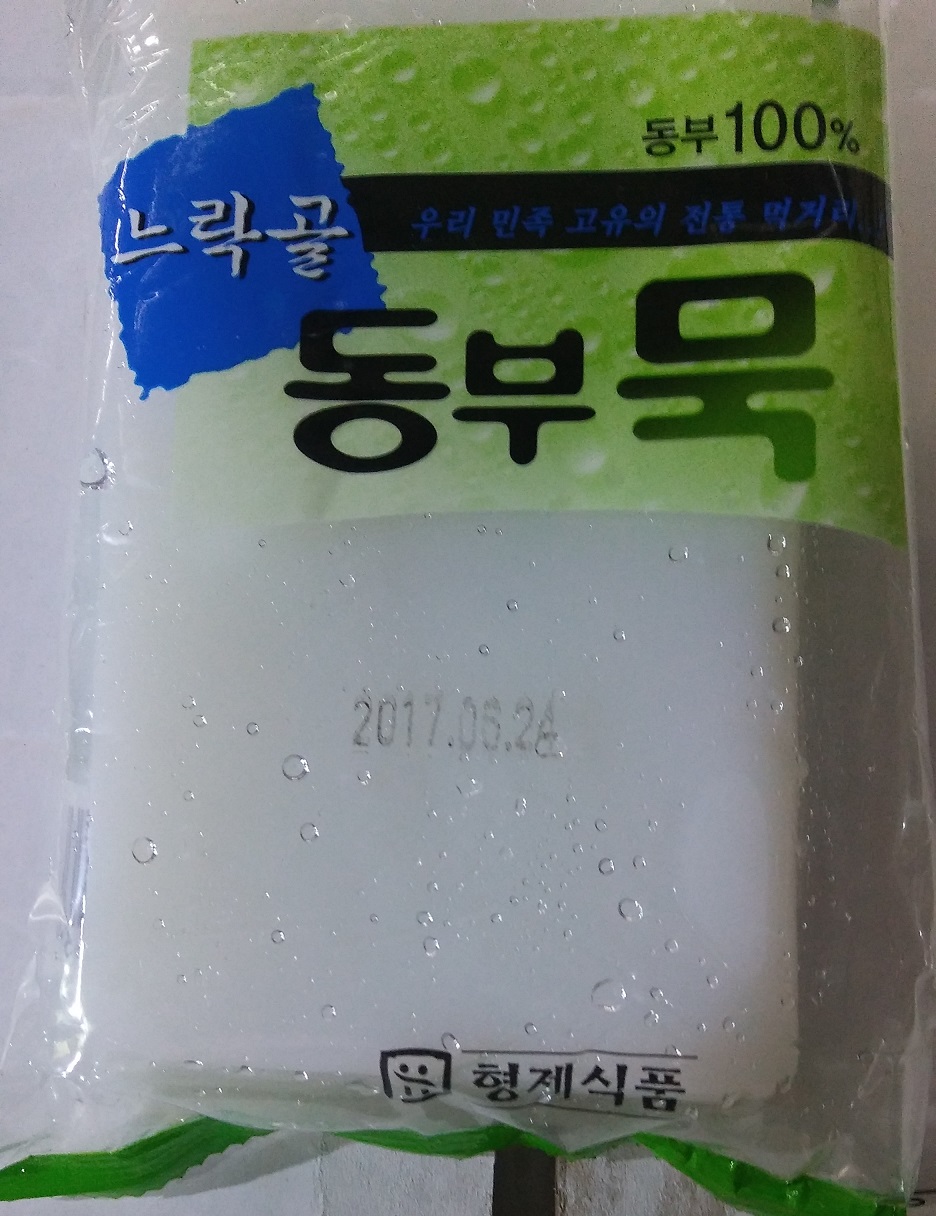 동부100%
느락골
우리 민족 고유의 전통 먹거리
동부묵
2017.06.24
형제식품